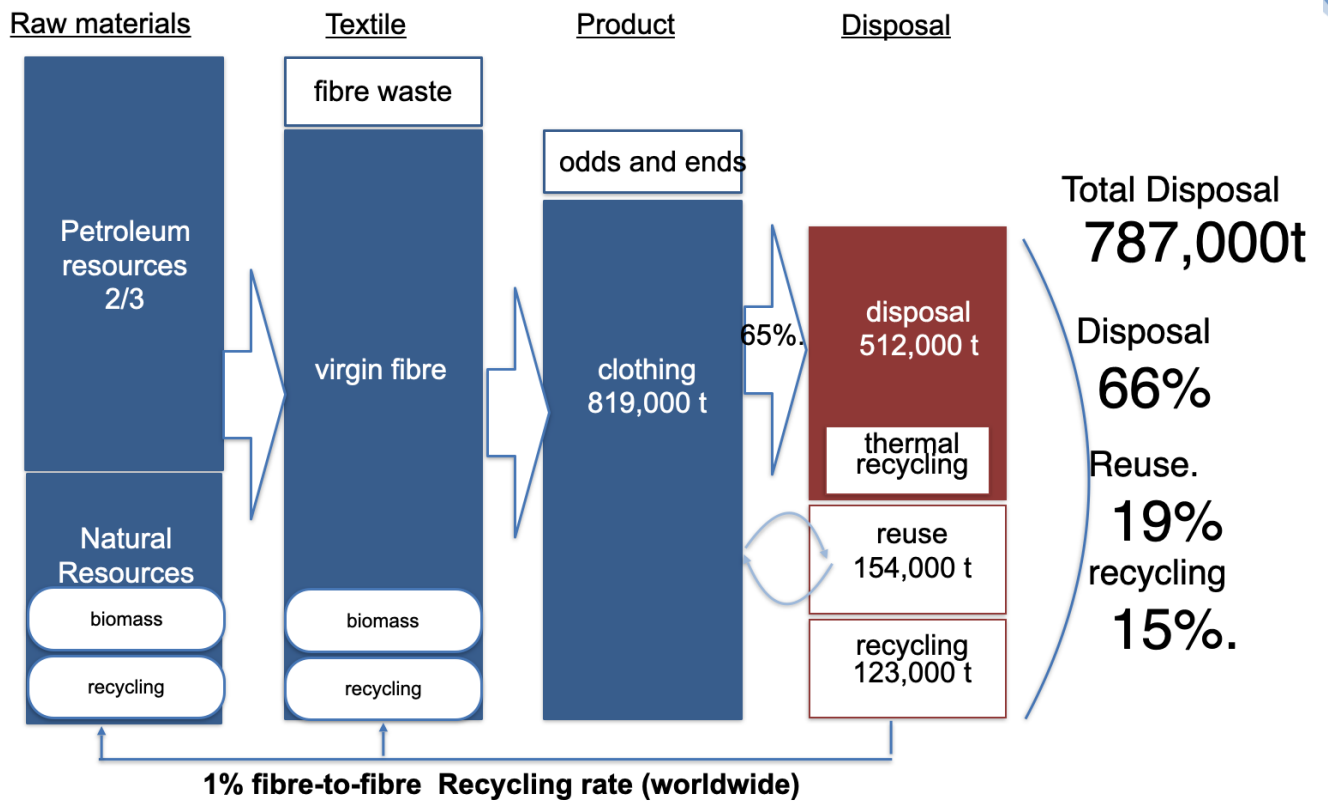 Raw materials
Textile
Product
Disposal
Petroleum
resources
2/3
Natural
Resources
biomass
recycling
fibre waste
virgin fibre
biomass
recycling
odds and ends
clothing
819,000 t
65%.
disposal
512,000 t
thermal
recycling
reuse
154,000 t
recycling
123,000 t
Total Disposal
787,000t
Disposal
66%
Reuse.
19%
recycling
15%.
1% fibre-to-fibre Recycling rate (worldwide)